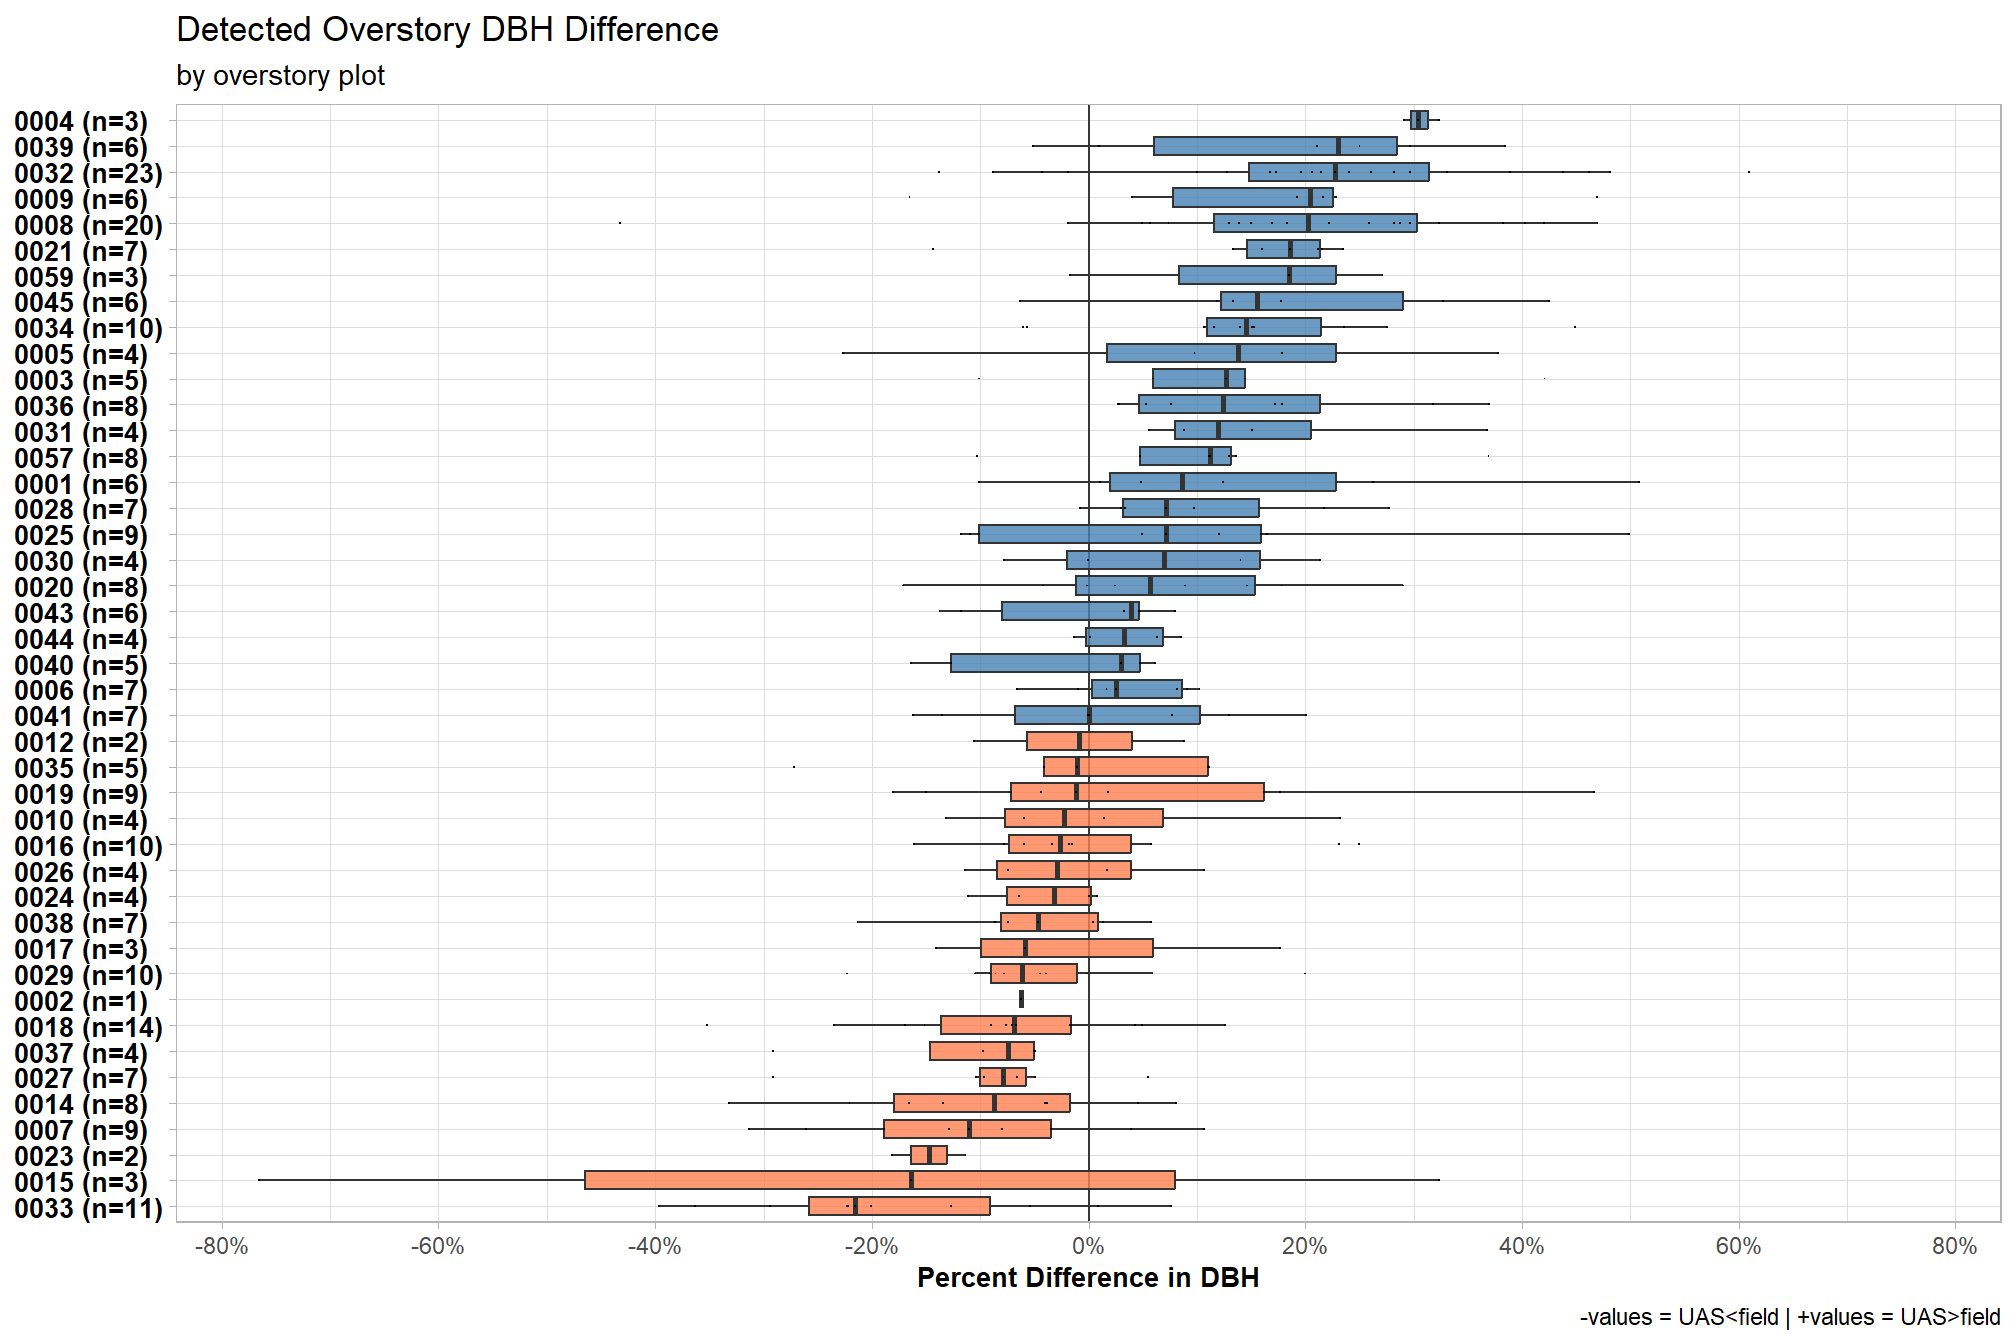 Detected Overstory DBH Difference
by overstory plot
0004 (n=3)
0039 (n=6)
0032 (n=23)
0009 (n=6)
0008 (n=20)
0021 (n=7)
0059 (n=3)
0045 (n=6)
0034 (n=10)
0005 (n=4)
0003 (n=5)
0036 (n=8)
0031 (n=4)
0057 (n=8)
0001 (n=6)
0028 (n=7)
0025 (n=9)
0030 (n=4)
0020 (n=8)
0043 (n=6)
0044 (n=4)
0040 (n=5)
0006 (n=7)
0041 (n=7)
0012 (n=2)
0035 (n=5)
0019 (n=9)
0010 (n=4)
0016 (n=10)
0026 (n=4)
0024 (n=4)
0038 (n=7)
0017 (n=3)
0029 (n=10)
0002 (n=1)
0018 (n=14)
0037 (n=4)
0027 (n=7)
0014 (n=8)
0007 (n=9)
0023 (n=2)
0015 (n=3)
0033 (n=11)
-80% -60% -40% -20% 0% 20% 40% 60% 80%
Percent Difference in DBH
-values = UAS<field | +values = UAS>field